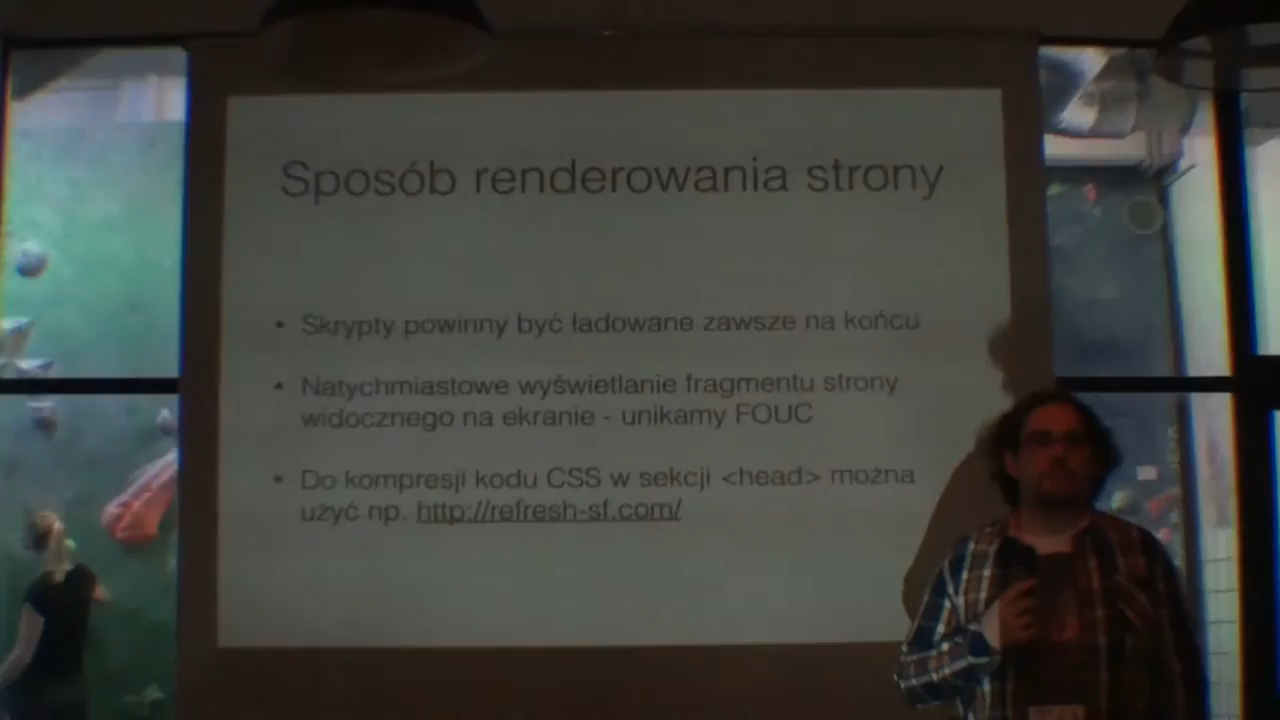 Sposób renderowania strony
• Skrypty powinny być ładowane zawsze na końcu
• Natychmiastowe wyświetlanie fragmentu strony
widocznego na ekranie - unikamy FOUC
• Do kompresji kodu CSS w sekcji <head> można
użyć np. http://refresh-sf.com/